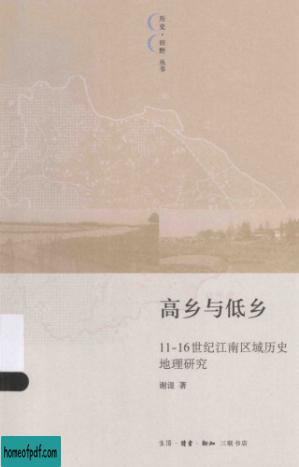 历史·田野 丛书
高乡与低乡
11-16世纪江南区域历史
地理研究
谢湜 著
生活·读书·新知 三联书店
homeofpdf.com